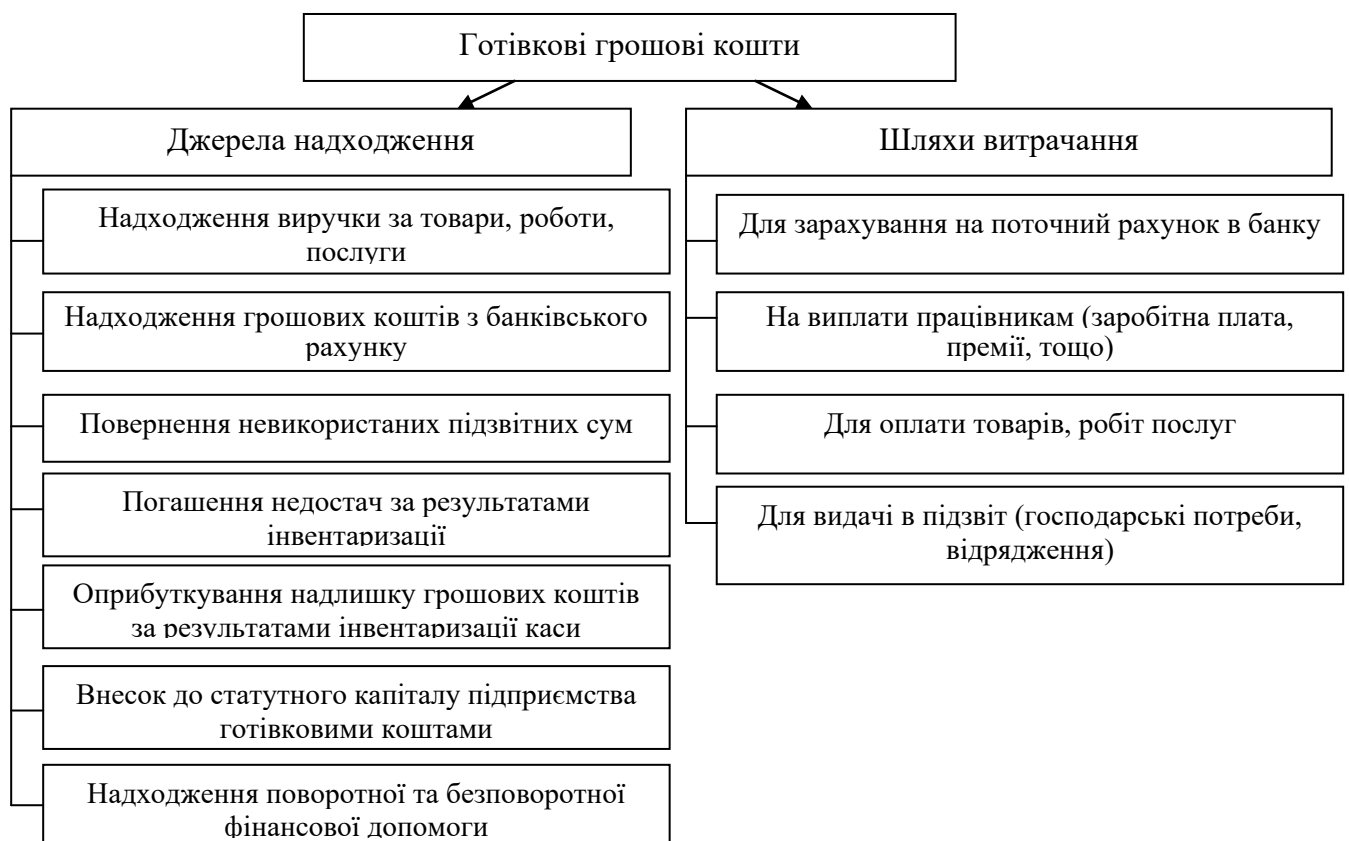 Готівкові грошові кошти
Джерела надходження
Надходження виручки за товари, роботи,
послуги
Надходження грошових коштів з банківського
рахунку
Повернення невикористаних підзвітних сум
Погашення недостач за результатами
інвентаризації
Оприбуткування надлишку грошових коштів
за результатами інвентаризації каси
Внесок до статутного капіталу підприємства
готівковими коштами
Надходження поворотної та безповоротної
фінансової допомоги
Шляхи витрачання
Для зарахування на поточний рахунок в банку
На виплати працівникам (заробітна плата,
премії, тощо)
Для оплати товарів, робіт послуг
Для видачі в підзвіт (господарські потреби,
відрядження)